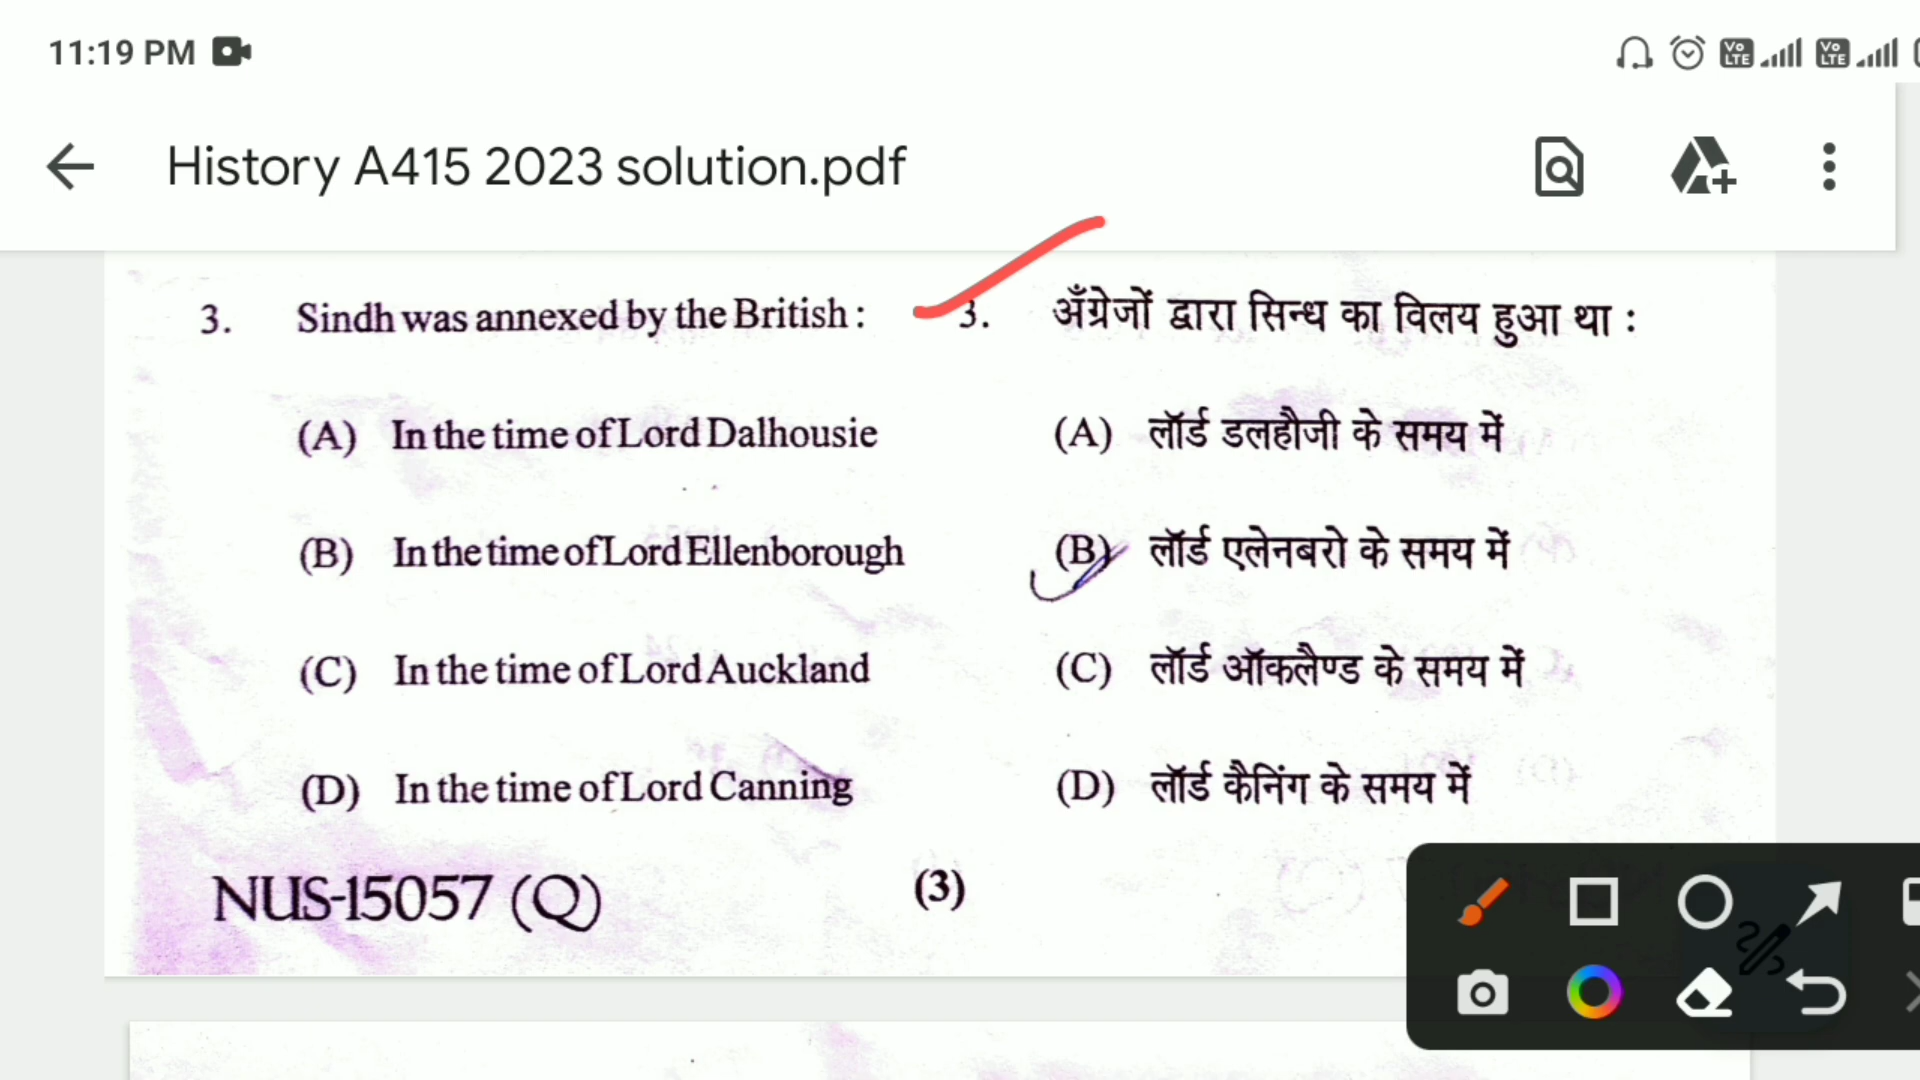 11:19 PM
History A415 2023 solution.pdf
3. Sindh was annexed by the British :
(A) In the time of Lord Dalhousie
(B) In the time of Lord Ellenborough
(C) In the time of Lord Auckland
(D) In the time of Lord Canning
3. अँग्रेजों द्वारा सिन्ध का विलय हुआ था :
(A) लॉर्ड डलहौजी के समय में
(B) लॉर्ड एलेनबरो के समय में
(C) लॉर्ड ऑकलैण्ड के समय में
(D) लॉर्ड कैनिंग के समय में
NUS-15057 (Q)
(3)